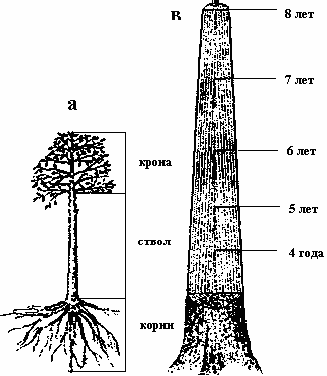 а
крона
ствол
корни
в
8 лет
7 лет
6 лет
5 лет
4 года